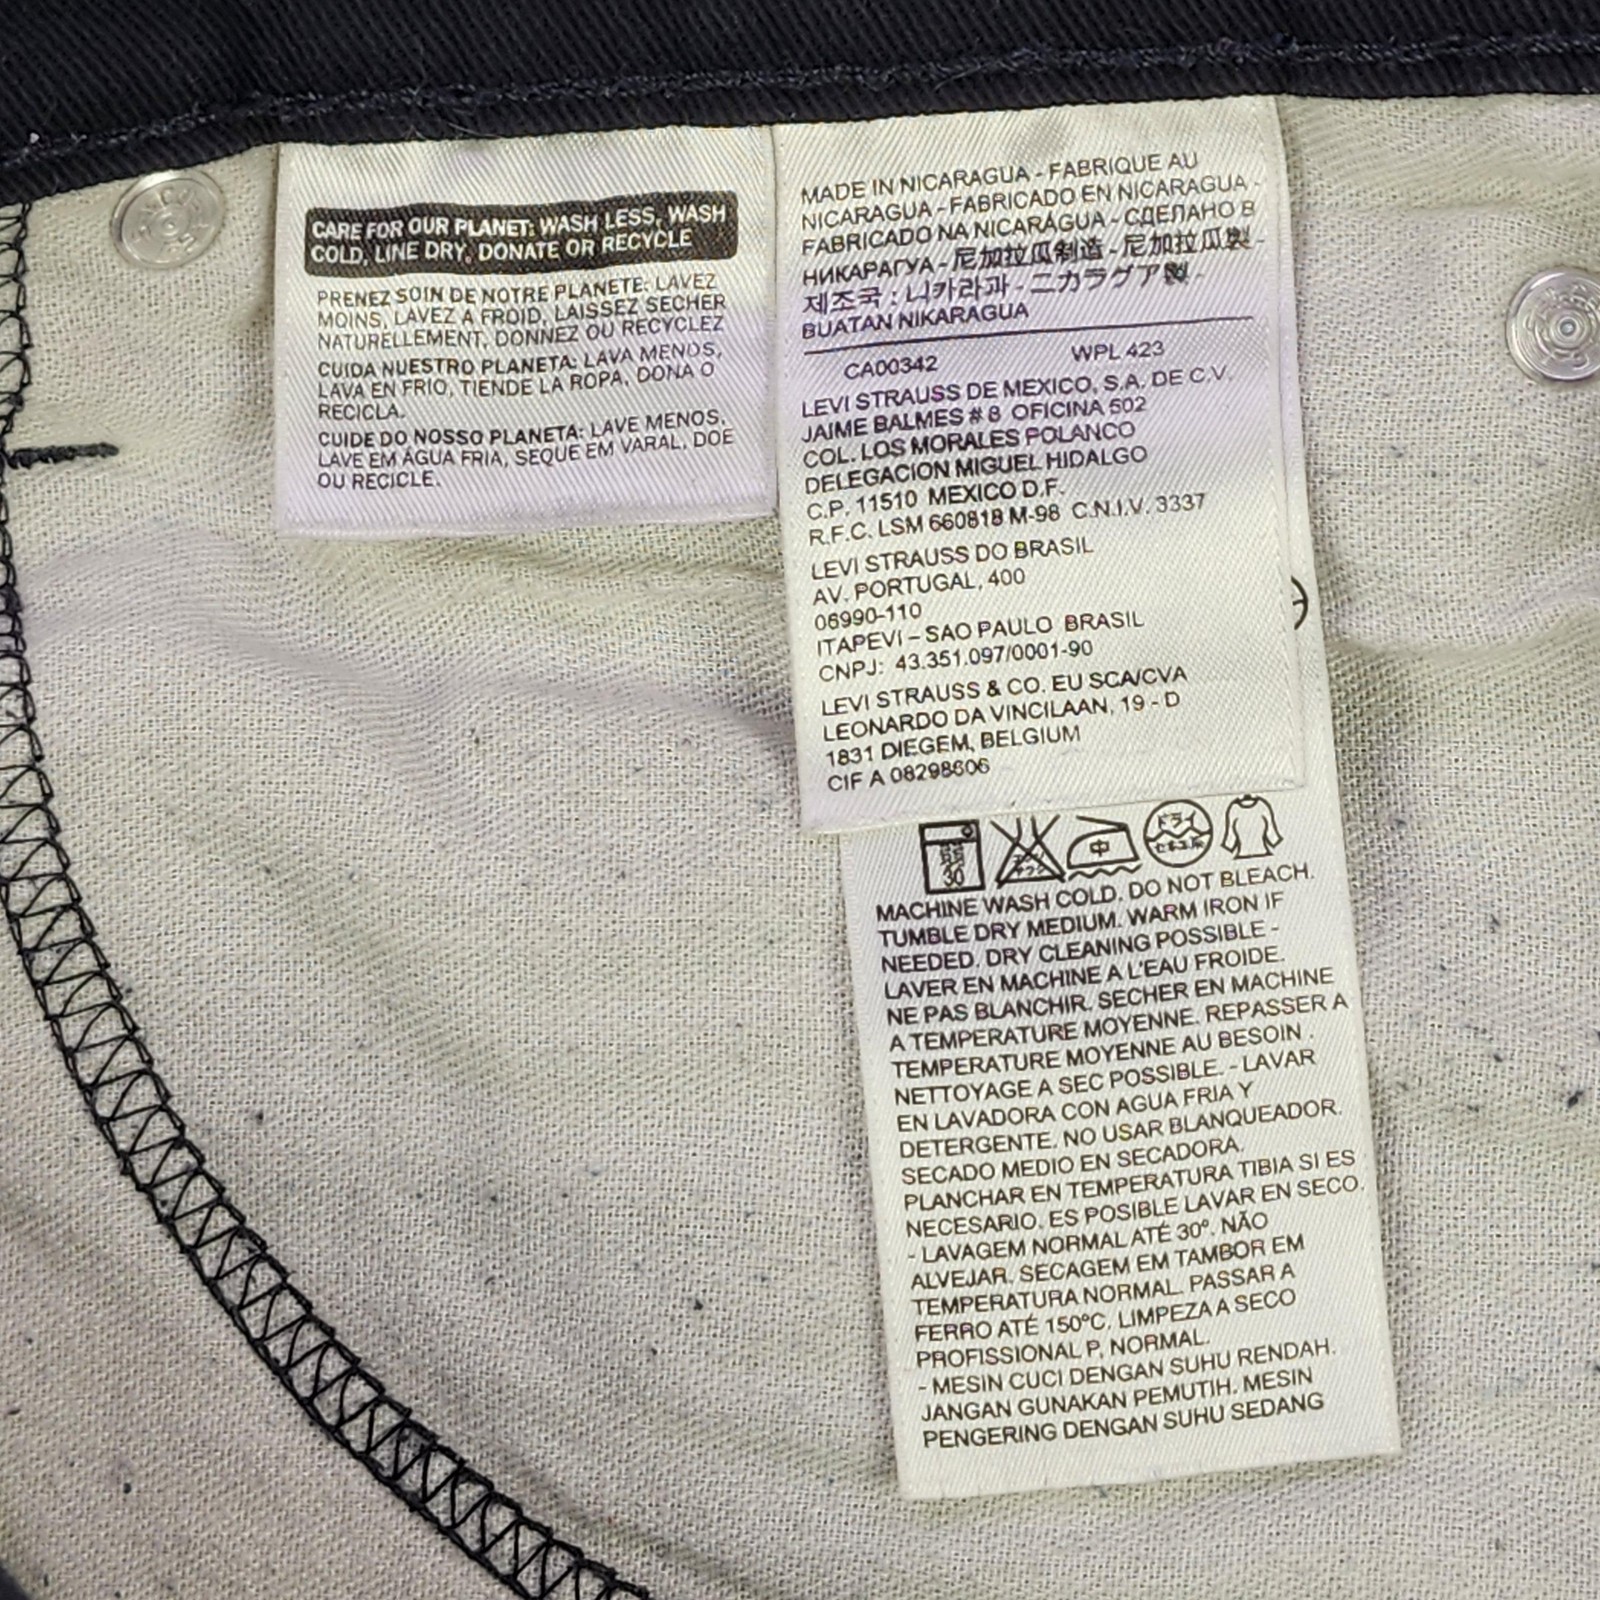 CARE FOR OUR PLANET: WASH LESS, WASH
COLD, LINE DRY, DONATE OR RECYCLE
PRENEZ SOIN DE NOTRE PLANETE: LAVEZ
MOINS, LAVEZ A FROID, LAISSEZ SECHER
NATURELLEMENT, DONNEZ OU RECYCLEZ
CUIDA NUESTRO PLANETA: LAVA MENOS,
LAVA EN FRIO, TIENDE LA ROPA, DONA O
RECICLA.
CUIDE DO NOSSO PLANETA: LAVE MENOS,
LAVE EM ÁGUA FRIA, SEQUE EM VARAL, DOE
OU RECICLE.
MADE IN NICARAGUA - FABRIQUE AU
NICARAGUA - FABRICADO EN NICARAGUA -
FABRICADO NA NICARÁGUA - СДЕЛАНО В
НИКАРАГУА - 尼加拉瓜制造 - 尼加拉瓜製 -
제조국 : 니카라과 - ニカラグア製 -
BUATAN NIKARAGUA
CA00342 WPL 423
LEVI STRAUSS DE MEXICO, S.A. DE C.V.
JAIME BALMES # 8 OFICINA 502
COL. LOS MORALES POLANCO
DELEGACION MIGUEL HIDALGO
C.P. 11510 MEXICO D.F.
R.F.C. LSM 660818 M-98 C.N.I.V. 3337
LEVI STRAUSS DO BRASIL
AV. PORTUGAL, 400
06990-110
ITAPEVI – SAO PAULO BRASIL
CNPJ: 43.351.097/0001-90
LEVI STRAUSS & CO. EU SCA/CVA
LEONARDO DA VINCILAAN, 19 - D
1831 DIEGEM, BELGIUM
CIF A 08298606
30 中 ドライ
MACHINE WASH COLD. DO NOT BLEACH.
TUMBLE DRY MEDIUM. WARM IRON IF
NEEDED. DRY CLEANING POSSIBLE -
LAVER EN MACHINE A L'EAU FROIDE.
NE PAS BLANCHIR. SECHER EN MACHINE
A TEMPERATURE MOYENNE. REPASSER A
TEMPERATURE MOYENNE AU BESOIN .
NETTOYAGE A SEC POSSIBLE. - LAVAR
EN LAVADORA CON AGUA FRIA Y
DETERGENTE. NO USAR BLANQUEADOR.
SECADO MEDIO EN SECADORA.
PLANCHAR EN TEMPERATURA TIBIA SI ES
NECESARIO. ES POSIBLE LAVAR EN SECO.
- LAVAGEM NORMAL ATÉ 30º. NÃO
ALVEJAR. SECAGEM EM TAMBOR EM
TEMPERATURA NORMAL. PASSAR A
FERRO ATÉ 150ºC. LIMPEZA A SECO
PROFISSIONAL P, NORMAL.
- MESIN CUCI DENGAN SUHU RENDAH.
JANGAN GUNAKAN PEMUTIH. MESIN
PENGERING DENGAN SUHU SEDANG